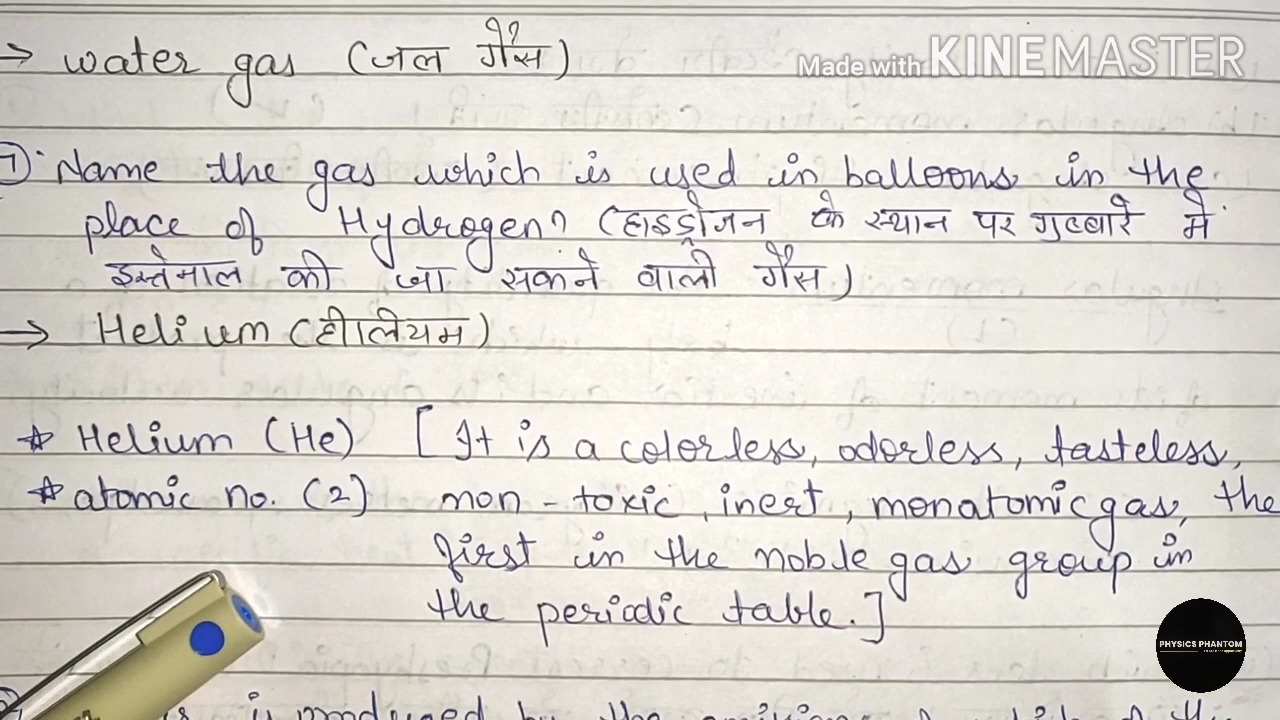 → water gas (जल गैस)
Made with KINEMASTER
7) Name the gas which is used in balloons in the
place of Hydrogen? (हाइड्रोजन के स्थान पर गुब्बारे में
इस्तेमाल की जा सकने वाली गैस)
→ Helium (हीलियम)
☆ Helium (He) [It is a colorless, odorless, tasteless,
☆ atomic no. (2) non-toxic, inert, monatomic gas, the
first in the noble gas group in
the periodic table.]
PHYSICS PHANTOM